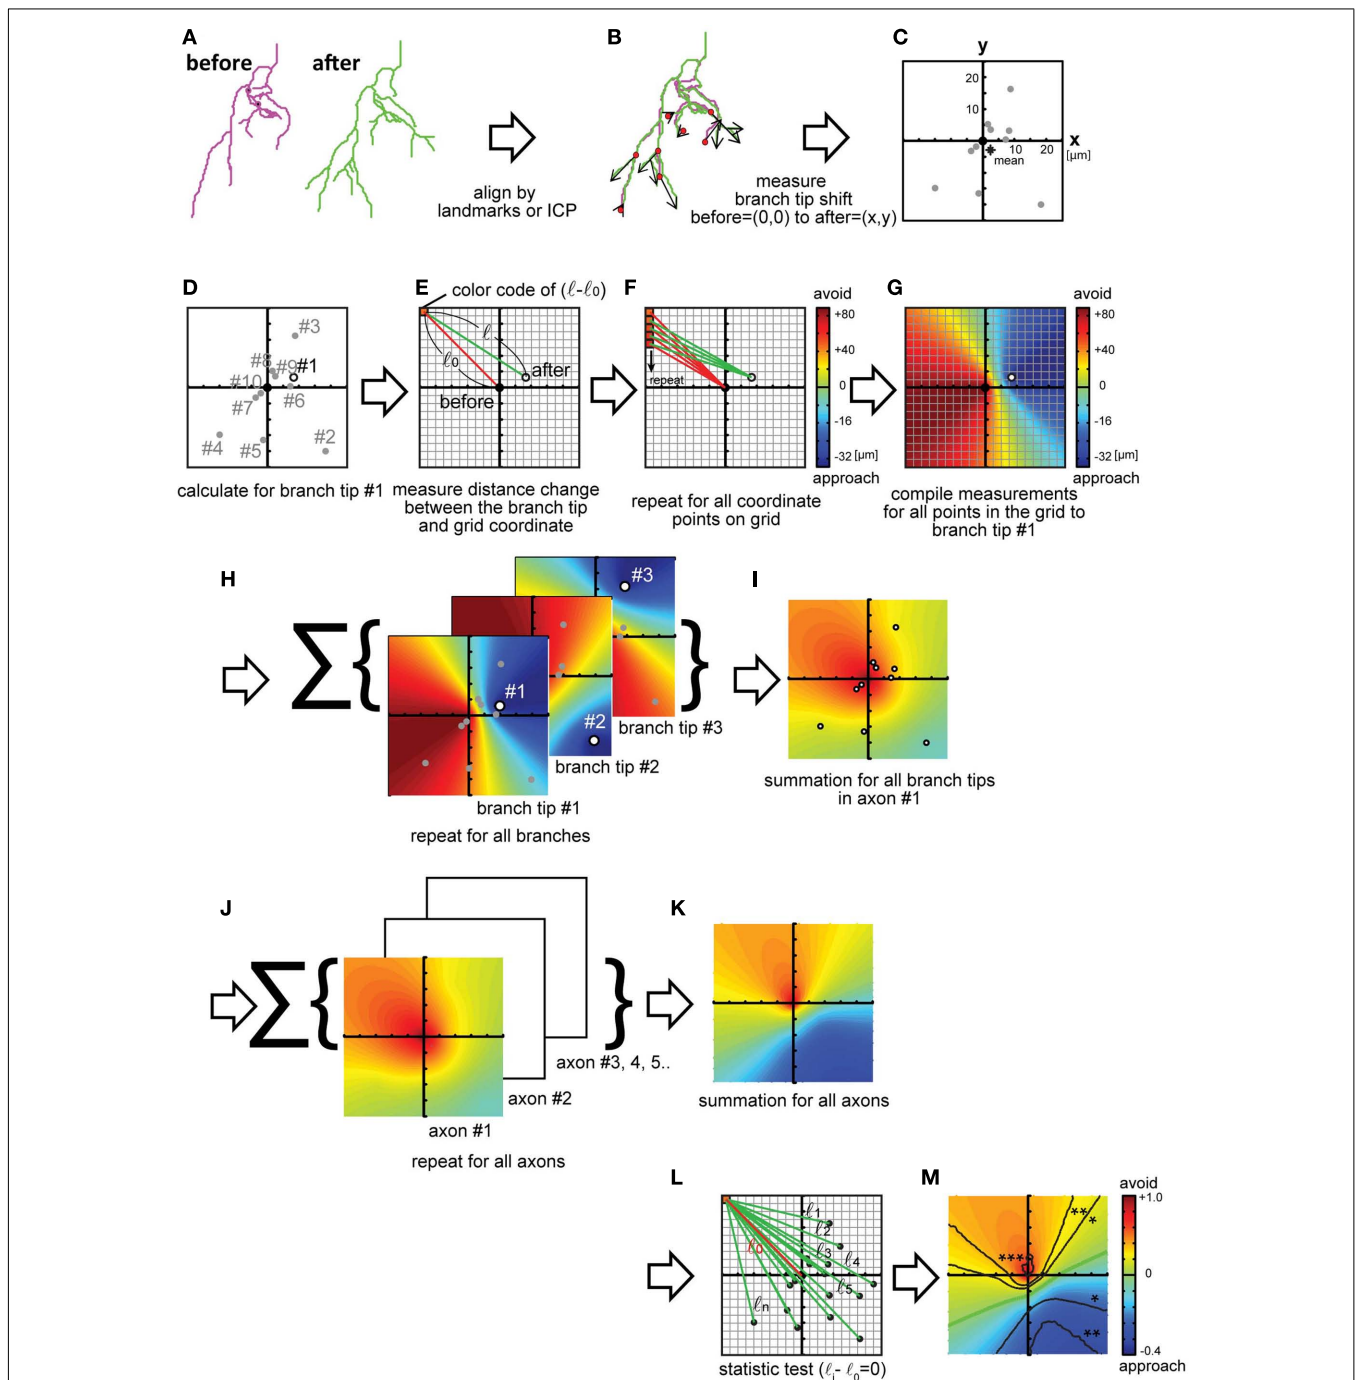 A
before
after
align by
landmarks or ICP
B
measure
branch tip shift
before=(0,0) to after=(x,y)
C
y
20
10
x
10 20
[µm]
mean
D
#3
#8
#9
#1
#10
#7
#6
#4
#5
#2
calculate for branch tip #1
E
color code of (ℓ-ℓ0)
ℓ
ℓ0
after
before
measure distance change
between the branch tip
and grid coordinate
F
repeat
avoid
+80
+40
0
-16
-32 [µm]
approach
repeat for all coordinate
points on grid
G
avoid
+80
+40
0
-16
-32 [µm]
approach
compile measurements
for all points in the grid to
branch tip #1
H
∑{
#3
#1
#2
}
branch tip #3
branch tip #2
branch tip #1
repeat for all branches
I
summation for all branch tips
in axon #1
J
∑{
}
axon #3, 4, 5..
axon #2
axon #1
repeat for all axons
K
summation for all axons
L
ℓ1
ℓ2
ℓ0
ℓ3
ℓ4
ℓ5
ℓn
statistic test (ℓi- ℓ0=0)
M
**
*
***
*
**
avoid
+1.0
0
-0.4
approach